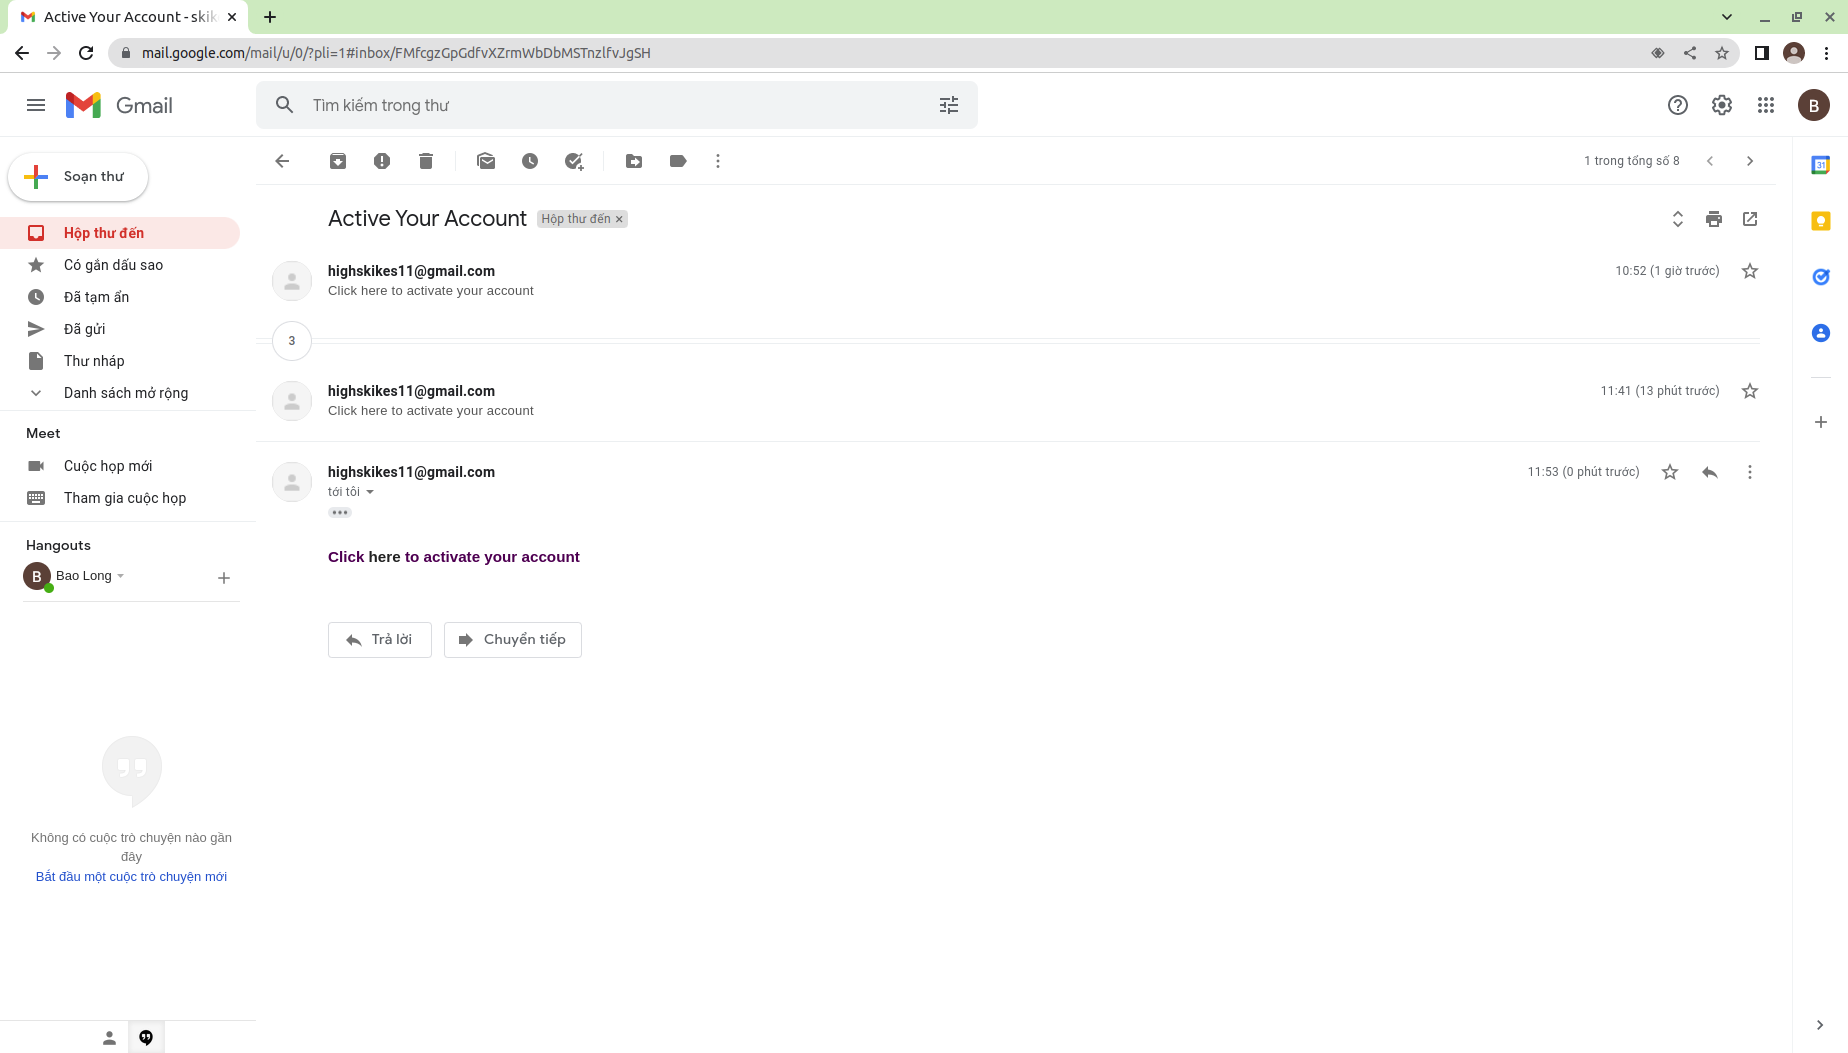 Active Your Account - skik
mail.google.com/mail/u/0/?pli=1#inbox/FMfcgzGpGdfvXZrmWbDbMSTnzlfvJgSH
Gmail
Tìm kiếm trong thư
B
Soạn thư
1 trong tổng số 8
31
Hộp thư đến
Có gắn dấu sao
Đã tạm ẩn
Đã gửi
Thư nháp
Danh sách mở rộng
Meet
Cuộc họp mới
Tham gia cuộc họp
Hangouts
B
Bao Long
Không có cuộc trò chuyện nào gần
đây
Bắt đầu một cuộc trò chuyện mới
Active Your Account
Hộp thư đến ×
highskikes11@gmail.com
10:52 (1 giờ trước)
Click here to activate your account
3
highskikes11@gmail.com
11:41 (13 phút trước)
Click here to activate your account
highskikes11@gmail.com
11:53 (0 phút trước)
tới tôi
Click here to activate your account
Trả lời
Chuyển tiếp